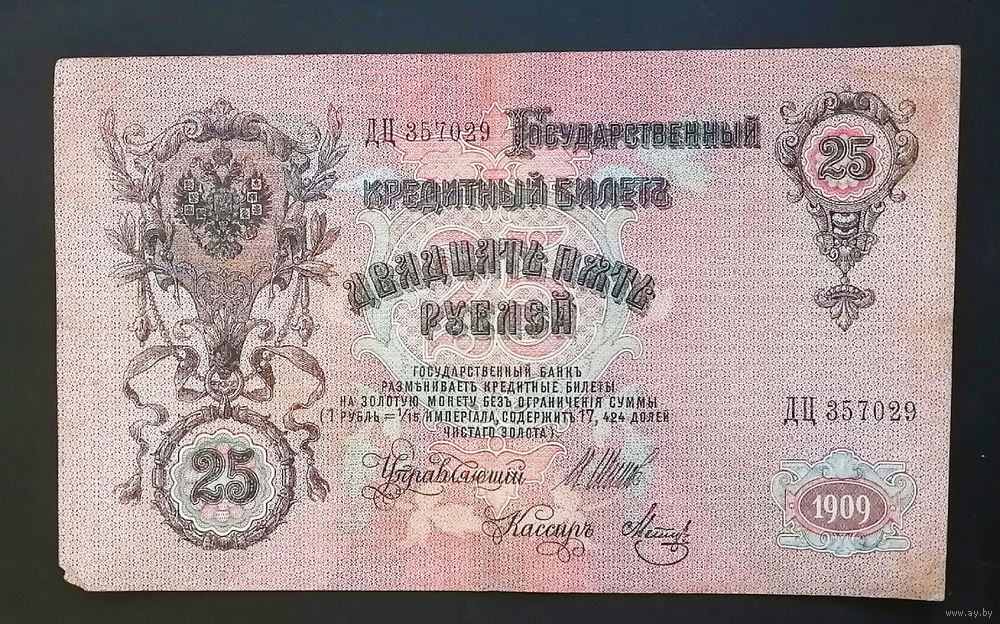 ДЦ 357029 Государственный
25
кредитный билетъ
Двадцать пять
рублей
Государственный банкъ
размѣниваетъ кредитные билеты
на золотую монету безъ ограниченія суммы
(1 рубль = 1/15 имперіала, содержитъ 17,424 долей
чистаго золота).
ДЦ 357029
25
Управляющій
1909
Кассиръ
www.ay.by